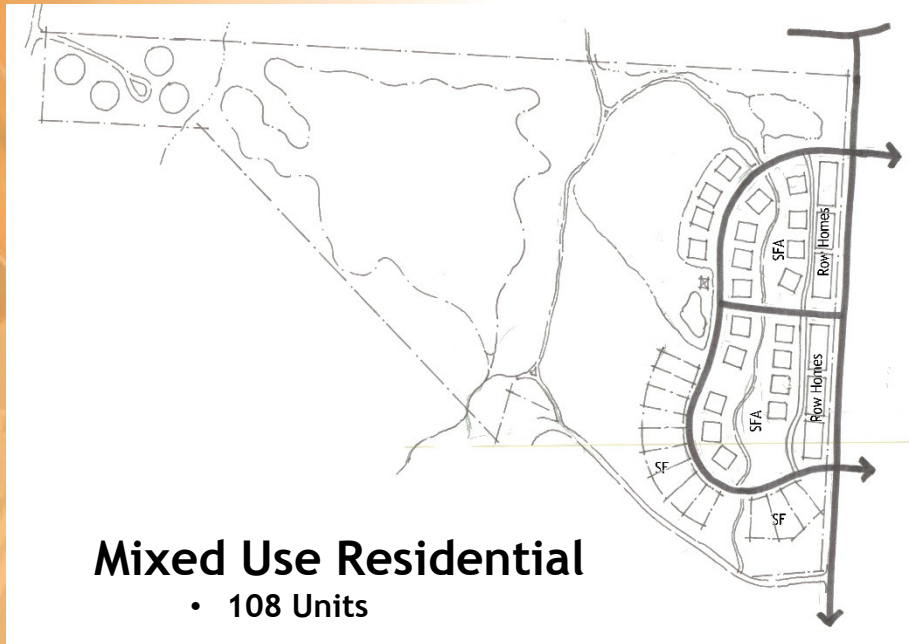 Row Homes
SFA
Row Homes
SFA
SF
SF
Mixed Use Residential
• 108 Units